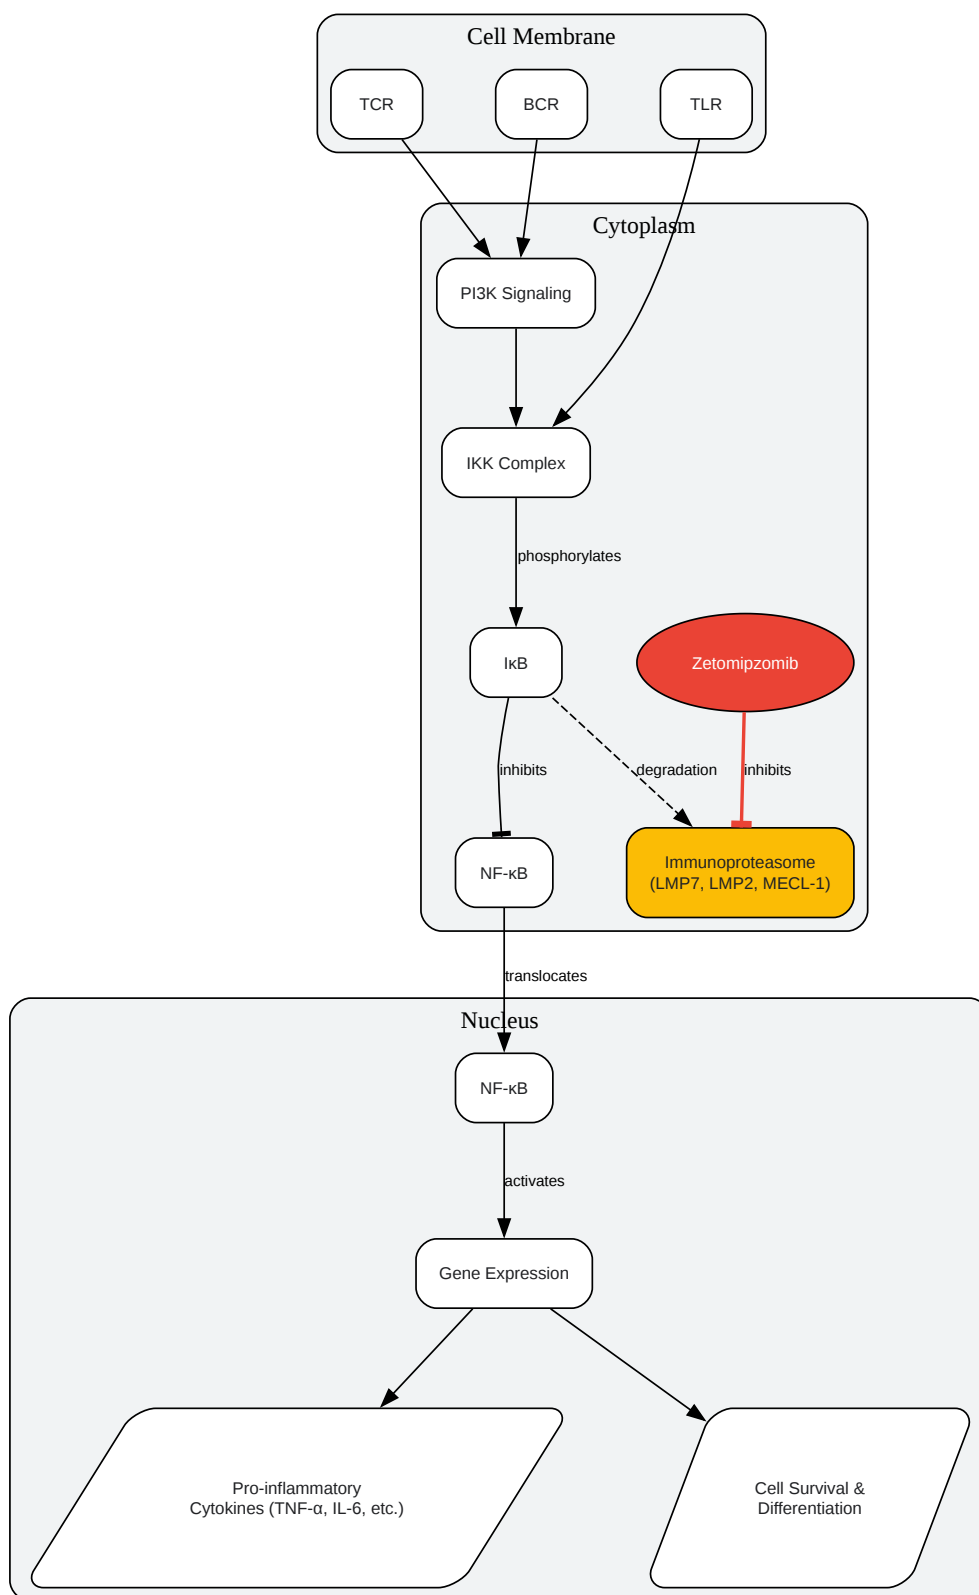 Cell Membrane
TCR
BCR
TLR
Cytoplasm
PI3K Signaling
IKK Complex
phosphorylates
IκB
Zetomipzomib
inhibits
degradation
inhibits
NF-κB
Immunoproteasome
(LMP7, LMP2, MECL-1)
translocates
Nucleus
NF-κB
activates
Gene Expression
Pro-inflammatory
Cytokines (TNF-α, IL-6, etc.)
Cell Survival &
Differentiation